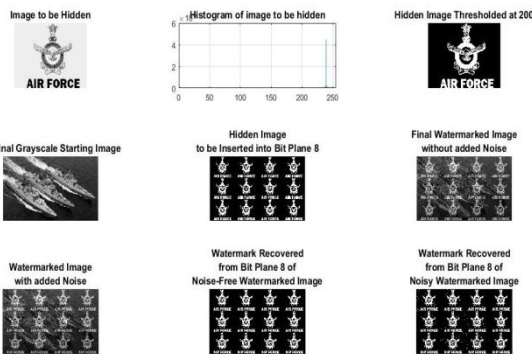 Image to be Hidden
Histogram of image to be hidden
Hidden Image Thresholded at 200
AIR FORCE
6
4
2
0
0 50 100 150 200 250
AIR FORCE
nal Grayscale Starting Image
Hidden Image
to be Inserted into Bit Plane 8
Final Watermarked Image
without added Noise
Watermarked Image
with added Noise
Watermark Recovered
from Bit Plane 8 of
Noise-Free Watermarked Image
Watermark Recovered
from Bit Plane 8 of
Noisy Watermarked Image